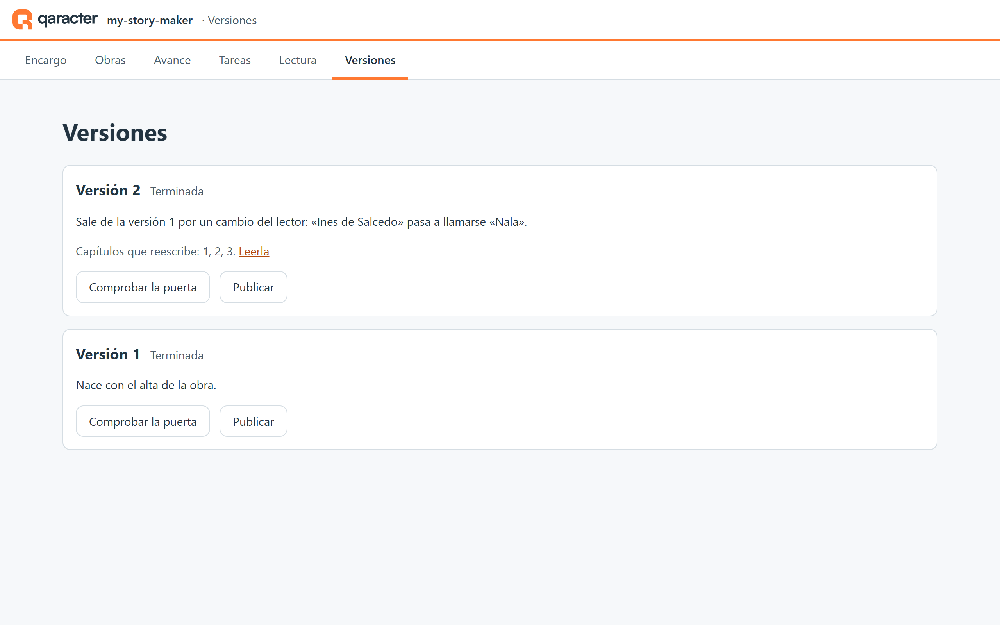 qaracter my-story-maker · Versiones
Encargo Obras Avance Tareas Lectura Versiones
Versiones
Versión 2 Terminada
Sale de la versión 1 por un cambio del lector: «Ines de Salcedo» pasa a llamarse «Nala».
Capítulos que reescribe: 1, 2, 3. Leerla
Comprobar la puerta Publicar
Versión 1 Terminada
Nace con el alta de la obra.
Comprobar la puerta Publicar